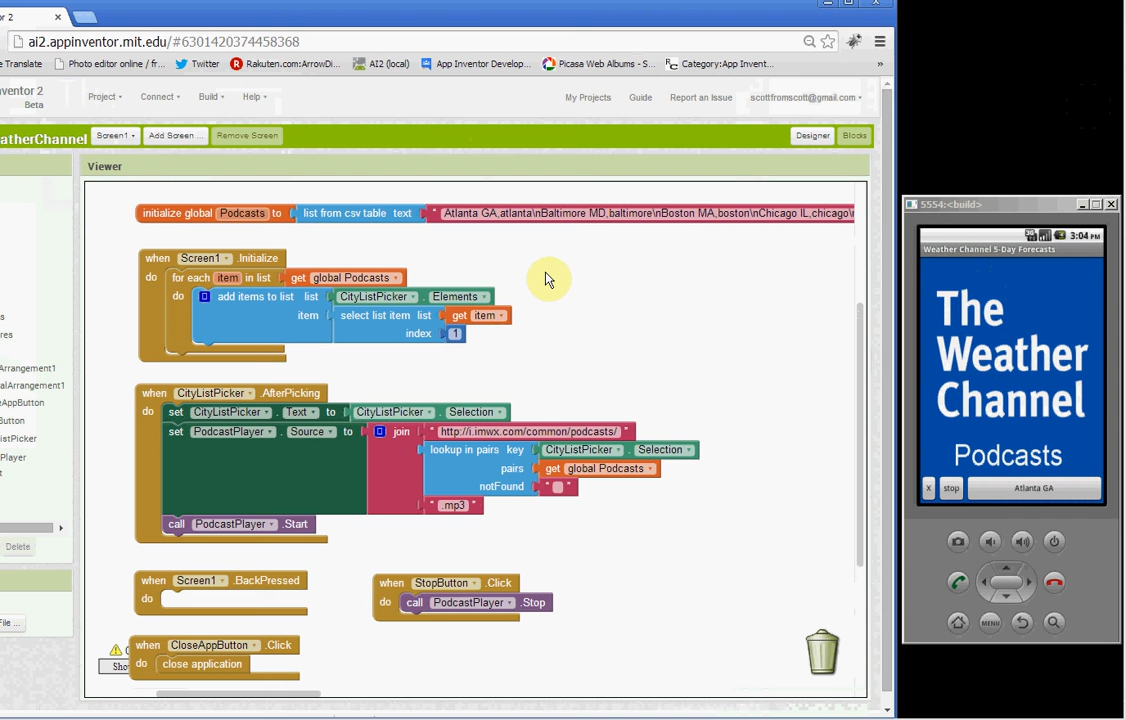 r 2
ai2.appinventor.mit.edu/#6301420374458368
e Translate Photo editor online / fr... Twitter Rakuten.com:ArrowDi... AI2 (local) App Inventor Develop... Picasa Web Albums - S... Category:App Invent... »
nventor 2
Beta
Project Connect Build Help My Projects Guide Report an Issue scottfromscott@gmail.com
atherChannel Screen1 Add Screen ... Remove Screen Designer Blocks
Viewer
initialize global Podcasts to list from csv table text " Atlanta GA,atlanta\nBaltimore MD,baltimore\nBoston MA,boston\nChicago IL,chicago\n
when Screen1 .Initialize
do for each item in list get global Podcasts
do add items to list list CityListPicker . Elements
item select list item list get item
index 1
when CityListPicker .AfterPicking
do set CityListPicker . Text to CityListPicker . Selection
set PodcastPlayer . Source to join " http://i.imwx.com/common/podcasts/ "
lookup in pairs key CityListPicker . Selection
pairs get global Podcasts
notFound " "
" .mp3 "
call PodcastPlayer .Start
when Screen1 .BackPressed
do
when StopButton .Click
do call PodcastPlayer .Stop
when CloseAppButton .Click
do close application
Sho
s
res
Arrangement1
alArrangement1
eAppButton
Button
istPicker
Player
t
Delete
File ...
5554:<build>
3G 3:04 PM
Weather Channel 5-Day Forecasts
The
Weather
Channel
Podcasts
X stop Atlanta GA
MENU